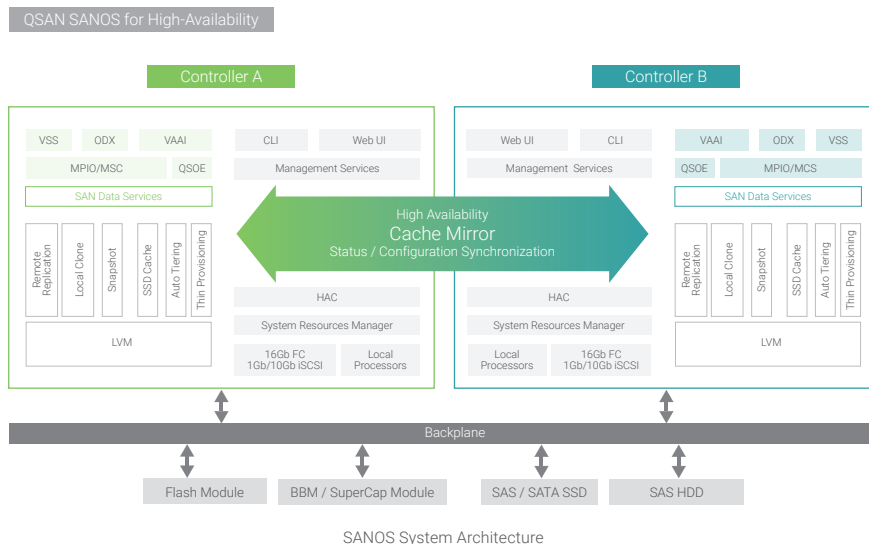 QSAN SANOS for High-Availability
Controller A
Controller B
VSS
ODX
VAAI
MPIO/MSC
QSOE
SAN Data Services
Remote
Replication
Local Clone
Snapshot
SSD Cache
Auto Tiering
Thin Provisioning
LVM
CLI
Web UI
Management Services
High Availability
Cache Mirror
Status / Configuration Synchronization
HAC
System Resources Manager
16Gb FC
1Gb/10Gb iSCSI
Local
Processors
Web UI
CLI
Management Services
HAC
System Resources Manager
Local
Processors
16Gb FC
1Gb/10Gb iSCSI
VAAI
ODX
VSS
QSOE
MPIO/MCS
SAN Data Services
Remote
Replication
Local Clone
Snapshot
SSD Cache
Auto Tiering
Thin Provisioning
LVM
Backplane
Flash Module
BBM / SuperCap Module
SAS / SATA SSD
SAS HDD
SANOS System Architecture